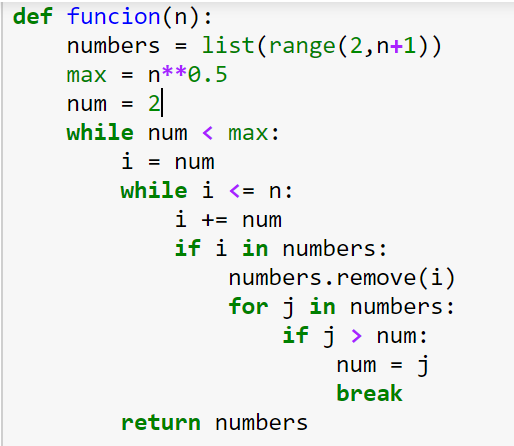 def funcion(n):
    numbers = list(range(2,n+1))
    max = n**0.5
    num = 2
    while num < max:
        i = num
        while i <= n:
            i += num
            if i in numbers:
                numbers.remove(i)
                for j in numbers:
                    if j > num:
                        num = j
                        break
        return numbers